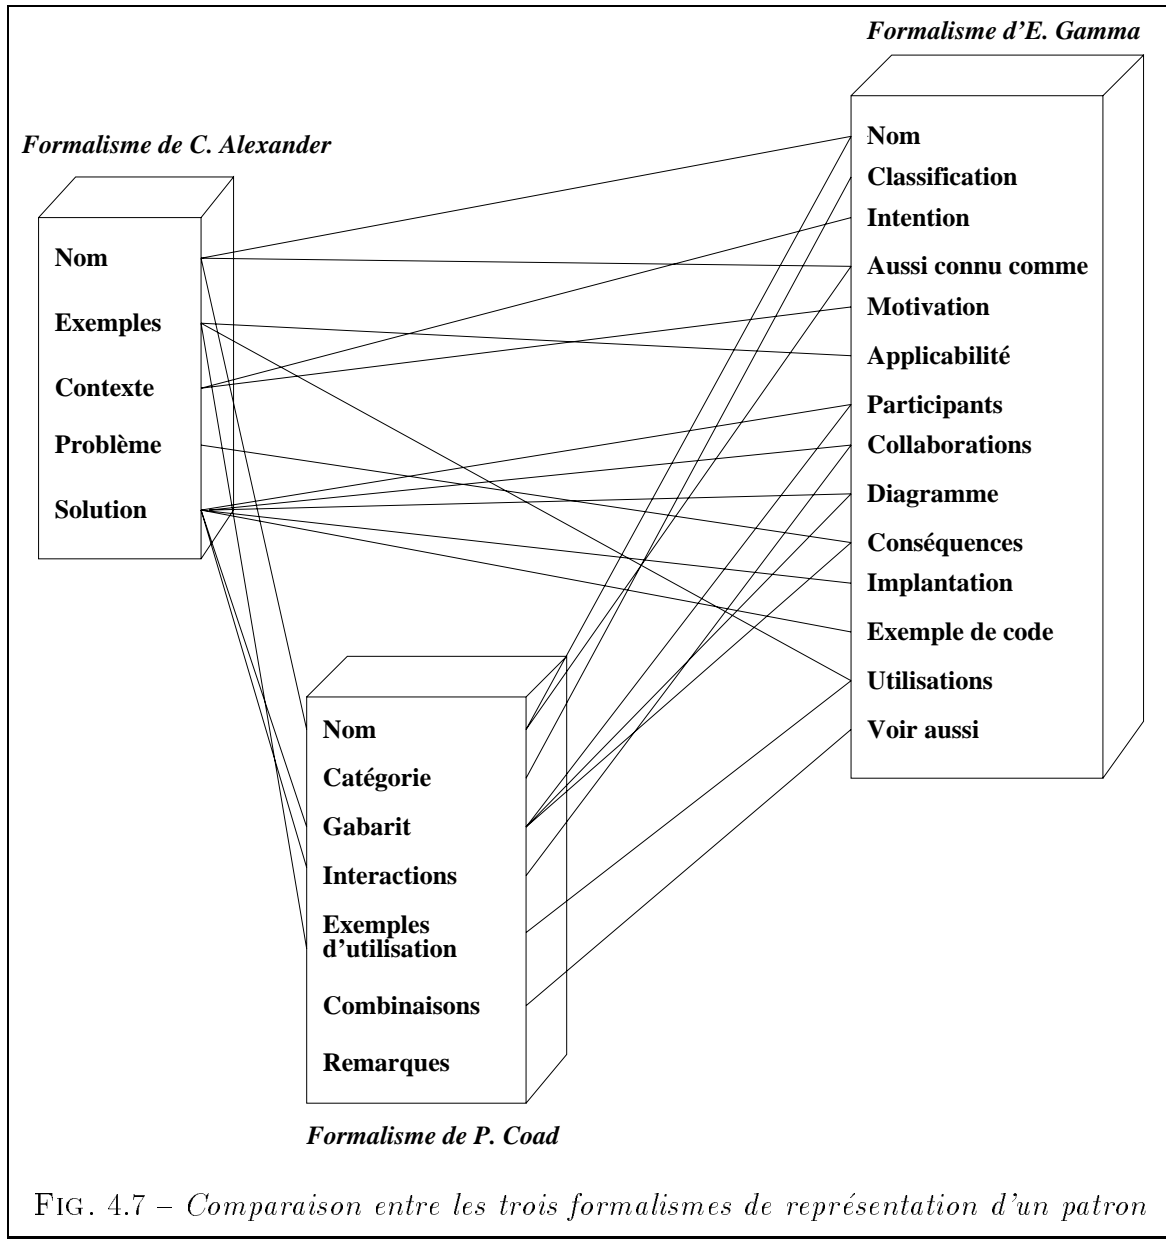 Formalisme d'E. Gamma
Nom
Classification
Intention
Aussi connu comme
Motivation
Applicabilité
Participants
Collaborations
Diagramme
Conséquences
Implantation
Exemple de code
Utilisations
Voir aussi
Formalisme de C. Alexander
Nom
Exemples
Contexte
Problème
Solution
Nom
Catégorie
Gabarit
Interactions
Exemples
d'utilisation
Combinaisons
Remarques
Formalisme de P. Coad
FIG. 4.7 – Comparaison entre les trois formalismes de représentation d'un patron